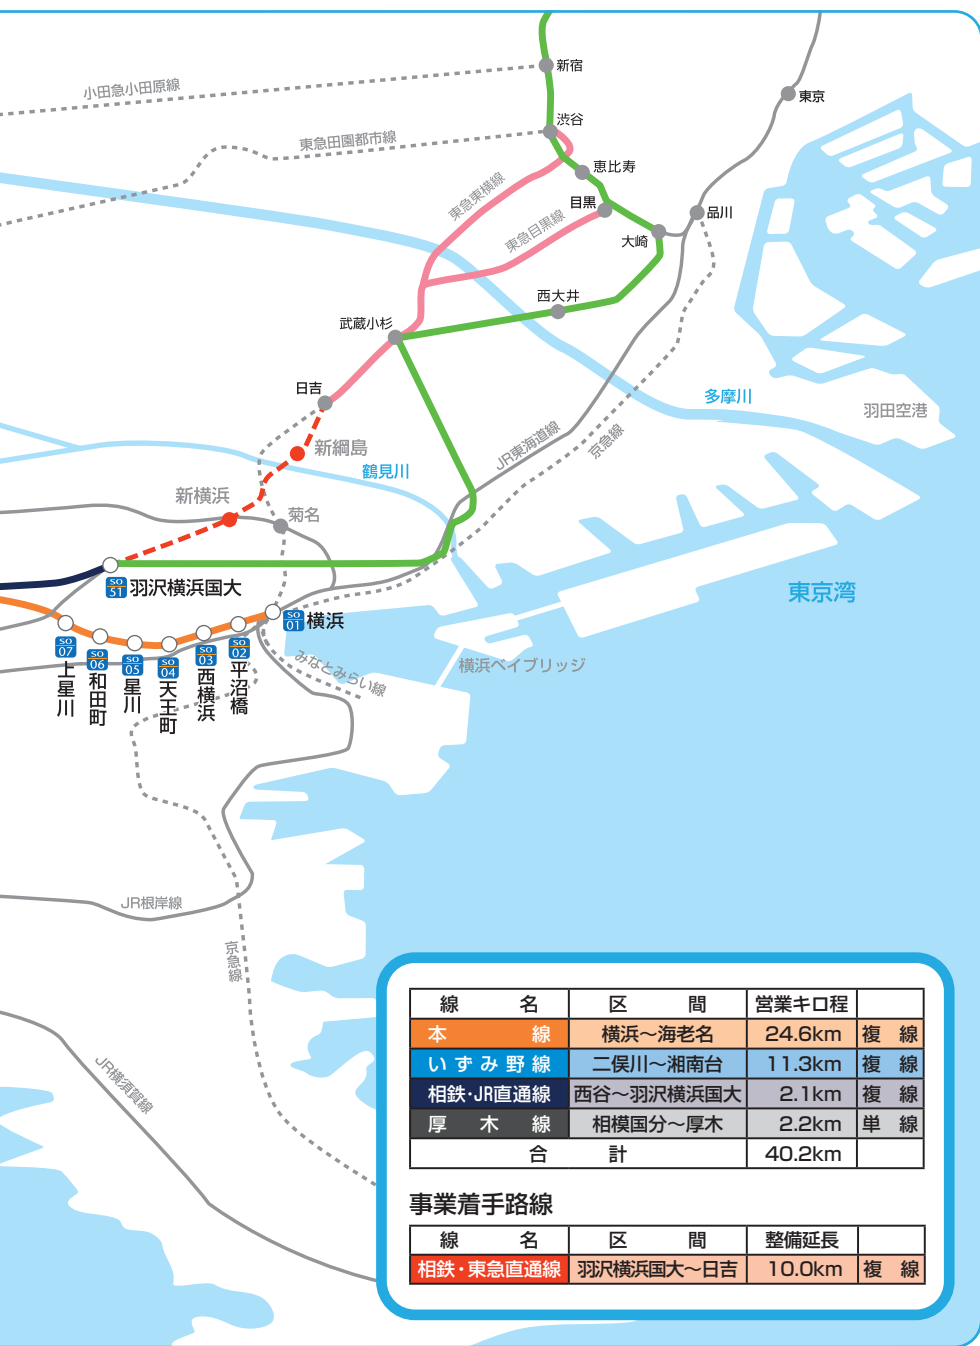 新宿
小田急小田原線
東京
渋谷
東急田園都市線
恵比寿
東急東横線
目黒
品川
東急目黒線
大崎
西大井
武蔵小杉
日吉
多摩川
羽田空港
JR東海道線
京急線
新綱島
鶴見川
新横浜
菊名
SO
51
羽沢横浜国大
東京湾
SO
01
横浜
SO
07
上星川
SO
06
和田町
SO
05
星川
SO
04
天王町
SO
03
西横浜
SO
02
平沼橋
みなとみらい線
横浜ベイブリッジ
JR根岸線
京急線
JR横須賀線
線 名 区 間 営業キロ程
本 線 横浜〜海老名 24.6km 複 線
いずみ野線 二俣川〜湘南台 11.3km 複 線
相鉄・JR直通線 西谷〜羽沢横浜国大 2.1km 複 線
厚 木 線 相模国分〜厚木 2.2km 単 線
合 計 40.2km
事業着手路線
線 名 区 間 整備延長
相鉄・東急直通線 羽沢横浜国大〜日吉 10.0km 複 線